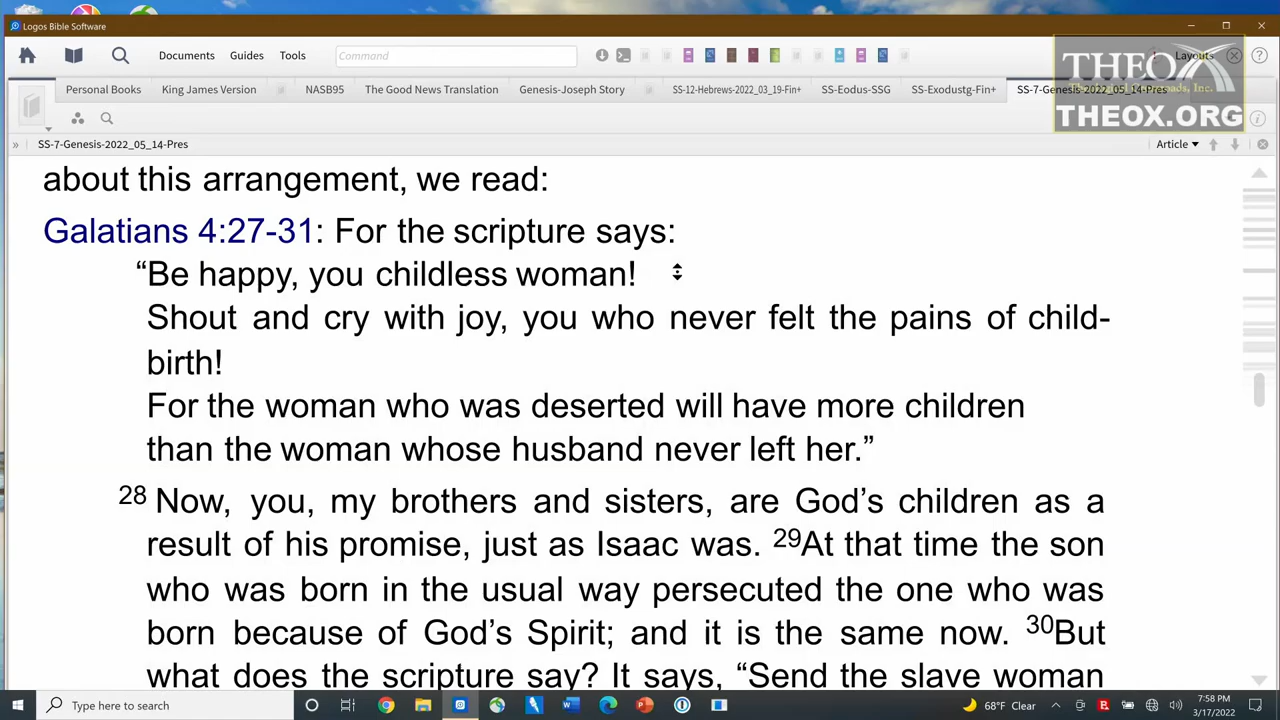 Logos Bible Software
Documents Guides Tools Command Layouts
THEOX
THEOX.ORG
Personal Books King James Version NASB95 The Good News Translation Genesis-Joseph Story SS-12-Hebrews-2022_03_19-Fin+ SS-Eodus-SSG SS-Exodustg-Fin+ SS-7-Genesis-2022_05_14-Pres
SS-7-Genesis-2022_05_14-Pres Article
about this arrangement, we read:
Galatians 4:27-31: For the scripture says:
“Be happy, you childless woman!
Shout and cry with joy, you who never felt the pains of child-
birth!
For the woman who was deserted will have more children
than the woman whose husband never left her.”
28 Now, you, my brothers and sisters, are God’s children as a
result of his promise, just as Isaac was. 29At that time the son
who was born in the usual way persecuted the one who was
born because of God’s Spirit; and it is the same now. 30But
what does the scripture say? It says, “Send the slave woman
Type here to search
68°F Clear
7:58 PM
3/17/2022